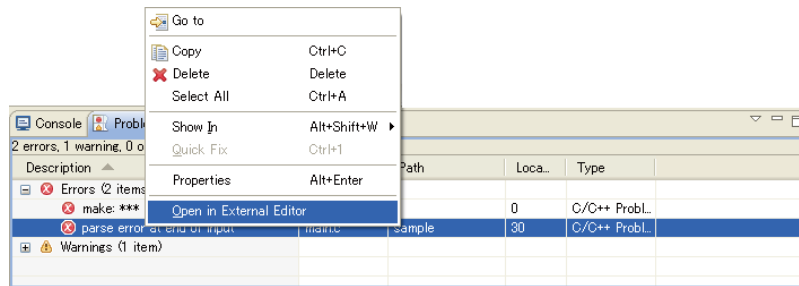 Go to
Copy Ctrl+C
Delete Delete
Select All Ctrl+A
Show In Alt+Shift+W
Quick Fix Ctrl+1
Properties Alt+Enter
Open in External Editor
Console Probl
2 errors, 1 warning, 0 o
Description Path Loca... Type
Errors (2 items
make: *** 0 C/C++ Probl...
parse error at end of input main.c sample 30 C/C++ Probl...
Warnings (1 item)